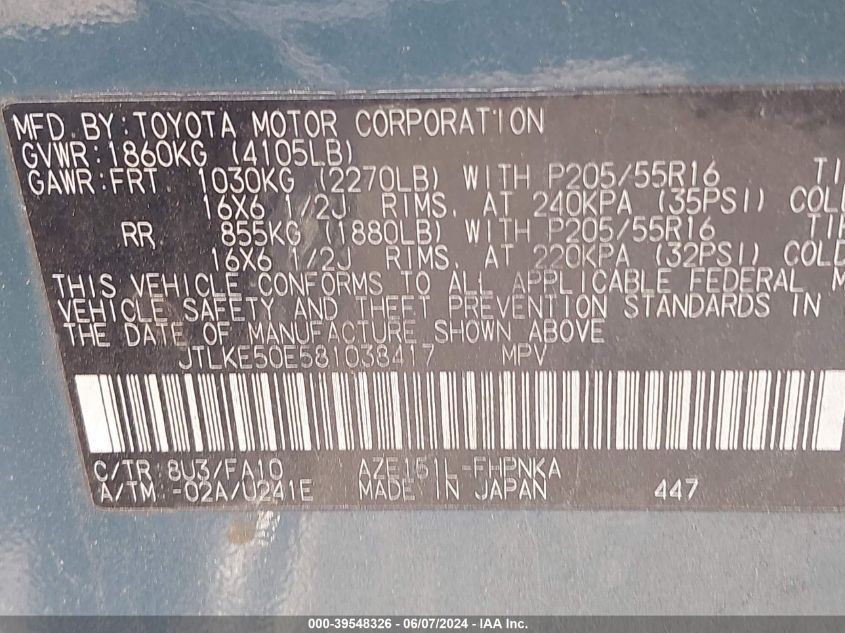 MFD. BY: TOYOTA MOTOR CORPORATION
GVWR: 1860KG (4105LB)
GAWR: FRT. 1030KG (2270LB) WITH P205/55R16 TI
16X6 1/2J RIMS, AT 240KPA (35PSI) COLD
RR 855KG (1880LB) WITH P205/55R16 TIR
16X6 1/2J RIMS, AT 220KPA (32PSI) COLD
THIS VEHICLE CONFORMS TO ALL APPLICABLE FEDERAL M
VEHICLE SAFETY AND THEFT PREVENTION STANDARDS IN
THE DATE OF MANUFACTURE SHOWN ABOVE
JTLKE50E581038417 MPV
C/TR: 8U3/FA10 AZE151L-FHPNKA
A/TM: -02A/U241E MADE IN JAPAN 447
000-39548326 - 06/07/2024 - IAA, Inc.